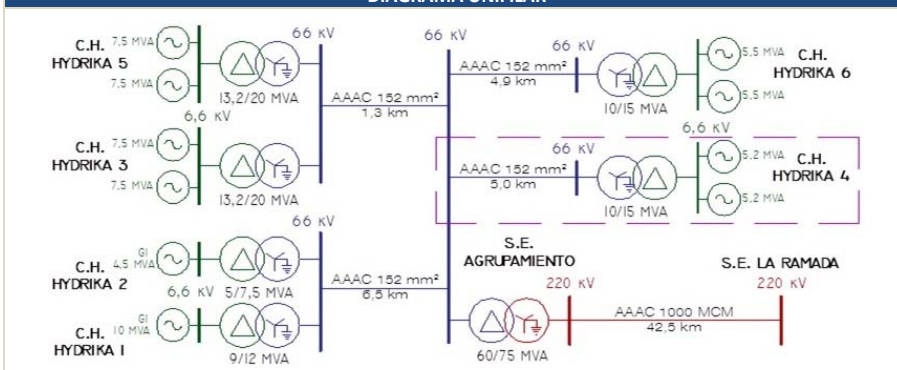 DIAGRAMA UNIFILAR
C.H.
HYDRIKA 5
7,5 MVA
7,5 MVA
13,2/20 MVA
66 KV
6,6 KV
C.H.
HYDRIKA 3
7,5 MVA
7,5 MVA
13,2/20 MVA
AAAC 152 mm²
1,3 km
C.H.
HYDRIKA 2
G1
4,5 MVA
5/7,5 MVA
66 KV
6,6 KV
C.H.
HYDRIKA 1
G1
10 MVA
9/12 MVA
AAAC 152 mm²
6,5 km
66 KV
AAAC 152 mm²
4,9 km
66 KV
10/15 MVA
5,5 MVA
5,5 MVA
C.H.
HYDRIKA 6
6,6 KV
AAAC 152 mm²
5,0 km
66 KV
10/15 MVA
5,2 MVA
5,2 MVA
C.H.
HYDRIKA 4
S.E.
AGRUPAMIENTO
220 KV
60/75 MVA
AAAC 1000 MCM
42,5 km
S.E. LA RAMADA
220 KV